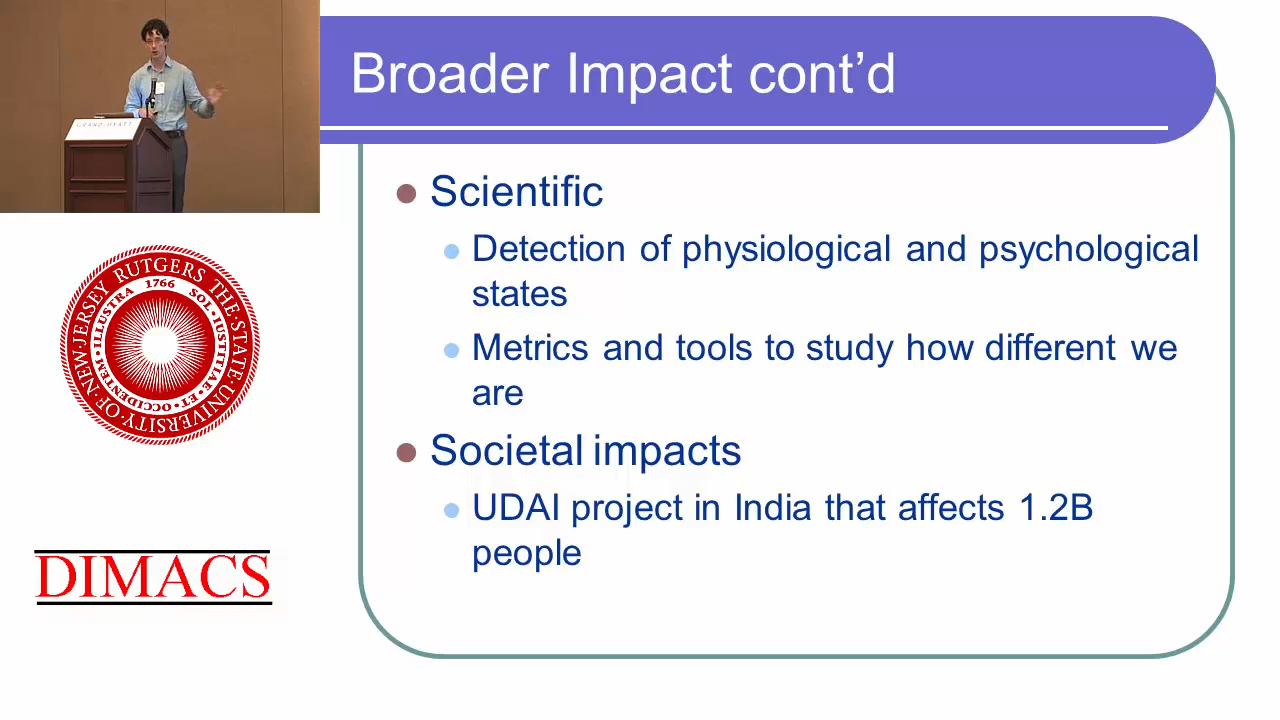 Broader Impact cont’d
GRAND HYATT
Scientific
Detection of physiological and psychological
states
Metrics and tools to study how different we
are
Societal impacts
UDAI project in India that affects 1.2B
people
RUTGERS THE STATE UNIVERSITY OF NEW JERSEY
1766
SOL IUSTITIAE ET OCCIDENTEM ILLUSTRA
DIMACS